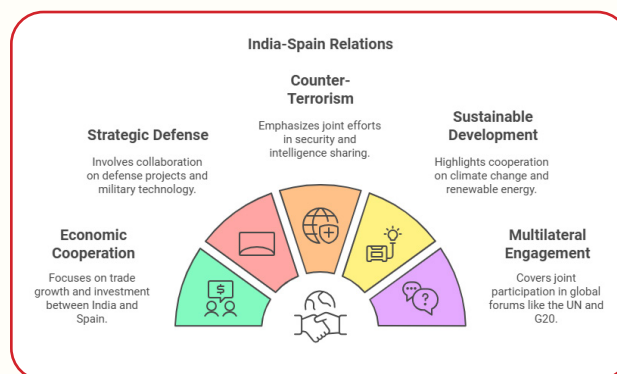 India-Spain Relations
Counter-
Terrorism
Emphasizes joint efforts
in security and
intelligence sharing.
Strategic Defense
Involves collaboration
on defense projects and
military technology.
Sustainable
Development
Highlights cooperation
on climate change and
renewable energy.
Economic
Cooperation
Focuses on trade
growth and investment
between India and
Spain.
Multilateral
Engagement
Covers joint
participation in global
forums like the UN and
G20.
$
?